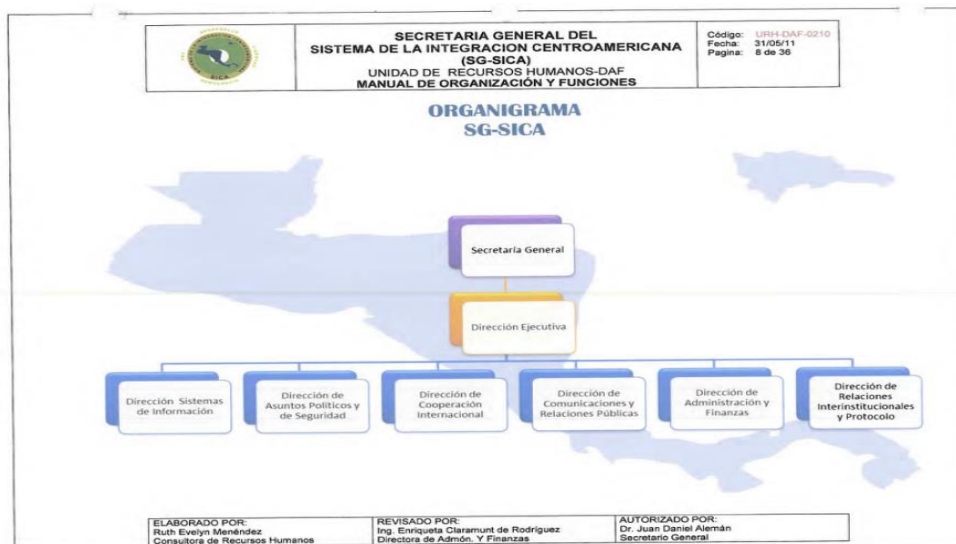 SECRETARIA GENERAL DEL
SISTEMA DE LA INTEGRACION CENTROAMERICANA
(SG-SICA)
UNIDAD DE RECURSOS HUMANOS-DAF
MANUAL DE ORGANIZACIÓN Y FUNCIONES
Código: URH-DAF-0210
Fecha: 31/05/11
Pagina: 8 de 36
SICA
ORGANIGRAMA
SG-SICA
Secretaría General
Dirección Ejecutiva
Dirección Sistemas
de Información
Dirección de
Asuntos Políticos y
de Seguridad
Dirección de
Cooperación
Internacional
Dirección de
Comunicaciones y
Relaciones Públicas
Dirección de
Administración y
Finanzas
Dirección de
Relaciones
Interinstitucionales
y Protocolo
ELABORADO POR:
Ruth Evelyn Menéndez
Consultora de Recursos Humanos
REVISADO POR:
Ing. Enriqueta Claramunt de Rodríguez
Directora de Admón. Y Finanzas
AUTORIZADO POR:
Dr. Juan Daniel Alemán
Secretario General